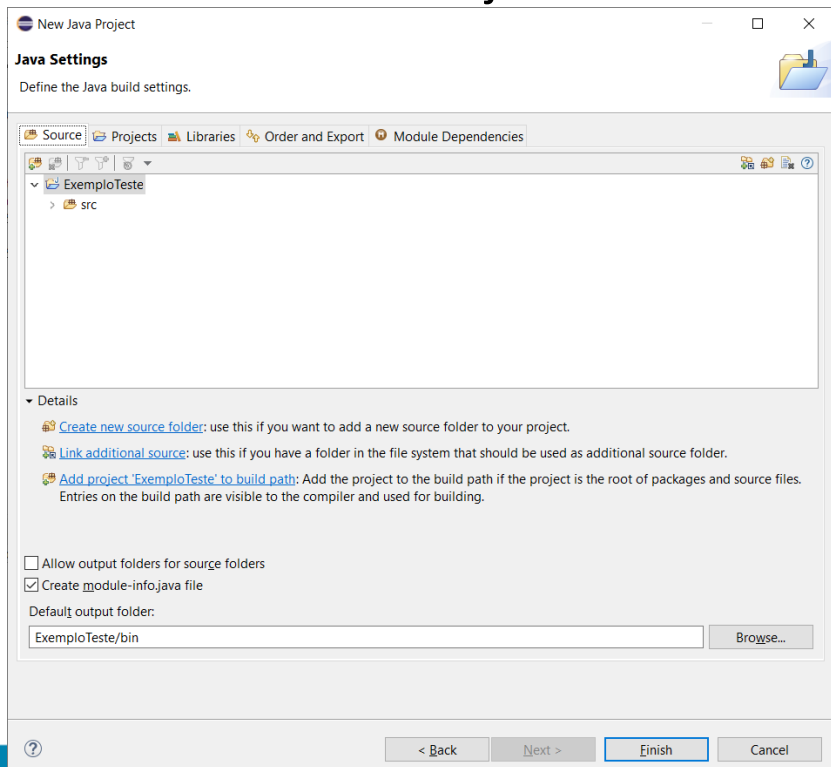 New Java Project
Java Settings
Define the Java build settings.
Source Projects Libraries Order and Export Module Dependencies
ExemploTeste
src
Details
Create new source folder: use this if you want to add a new source folder to your project.
Link additional source: use this if you have a folder in the file system that should be used as additional source folder.
Add project 'ExemploTeste' to build path: Add the project to the build path if the project is the root of packages and source files.
Entries on the build path are visible to the compiler and used for building.
Allow output folders for source folders
Create module-info.java file
Default output folder:
ExemploTeste/bin
Browse...
< Back Next > Finish Cancel